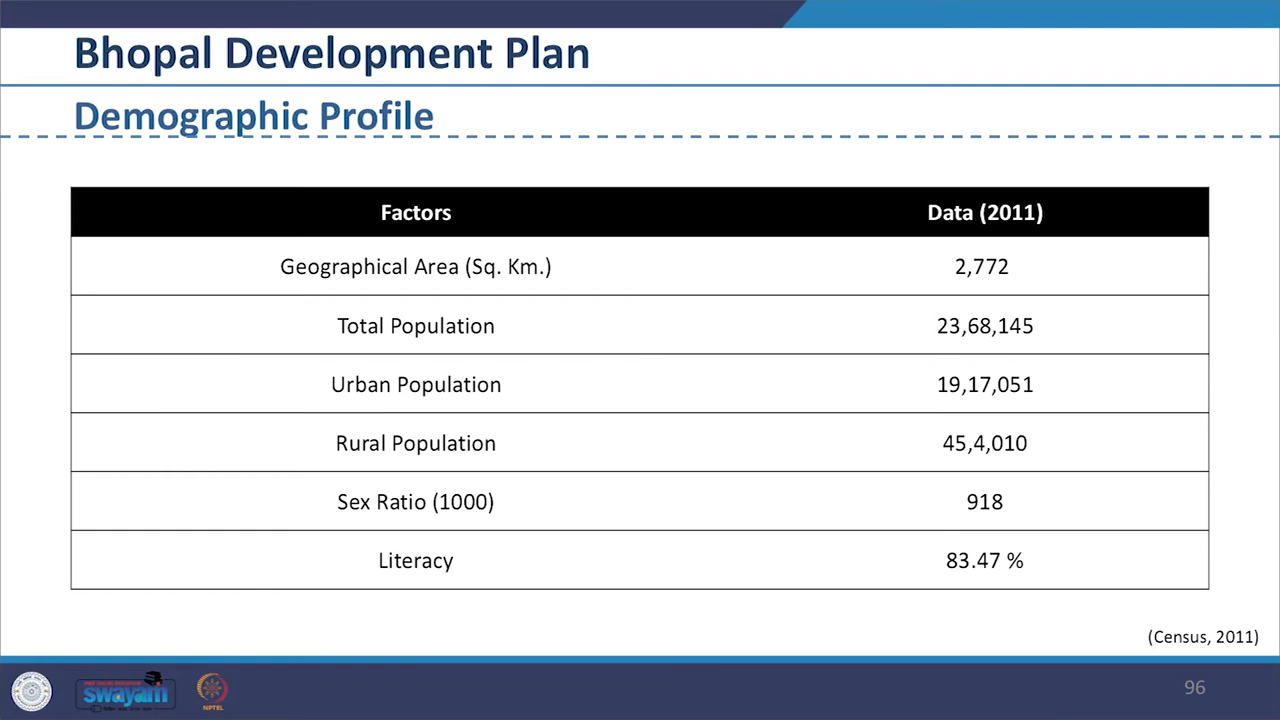 Bhopal Development Plan
Demographic Profile
Factors Data (2011)
Geographical Area (Sq. Km.) 2,772
Total Population 23,68,145
Urban Population 19,17,051
Rural Population 45,4,010
Sex Ratio (1000) 918
Literacy 83.47 %
(Census, 2011)
swayam
NPTEL
96